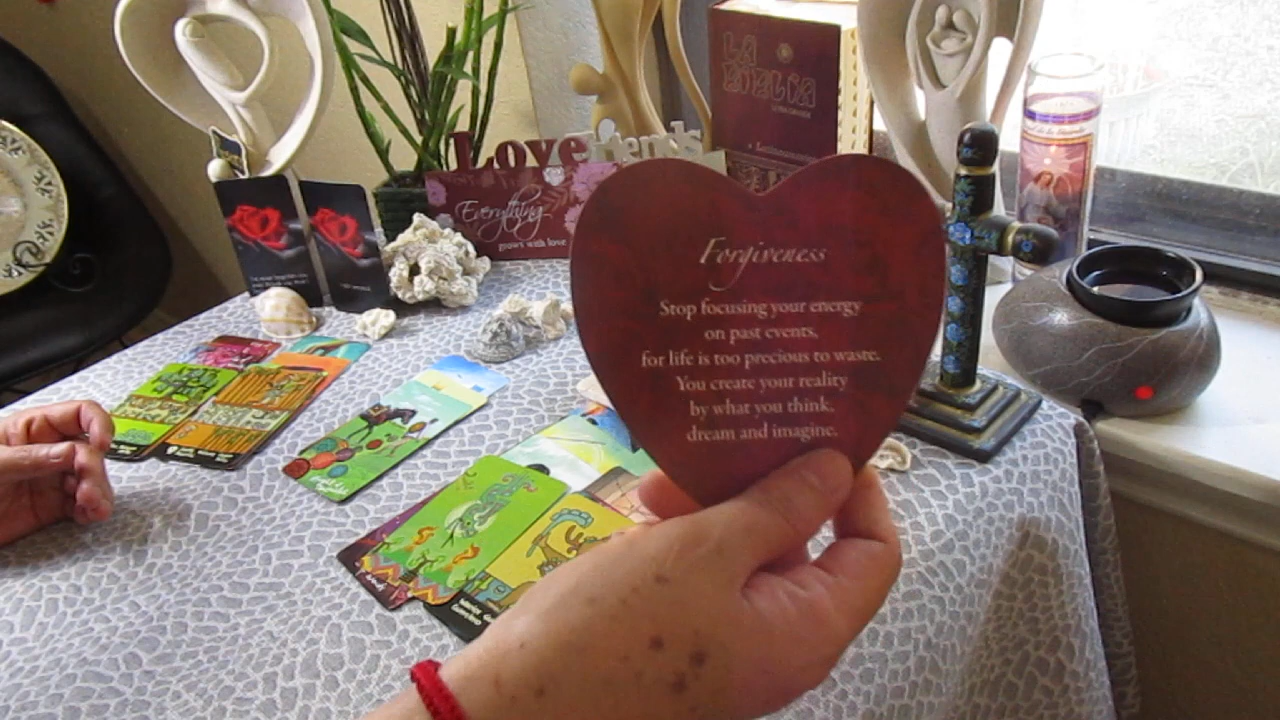 LA
BIBLIA
Love friends
Everything
grows with love
Forgiveness
Stop focusing your energy
on past events,
for life is too precious to waste.
You create your reality
by what you think,
dream and imagine.